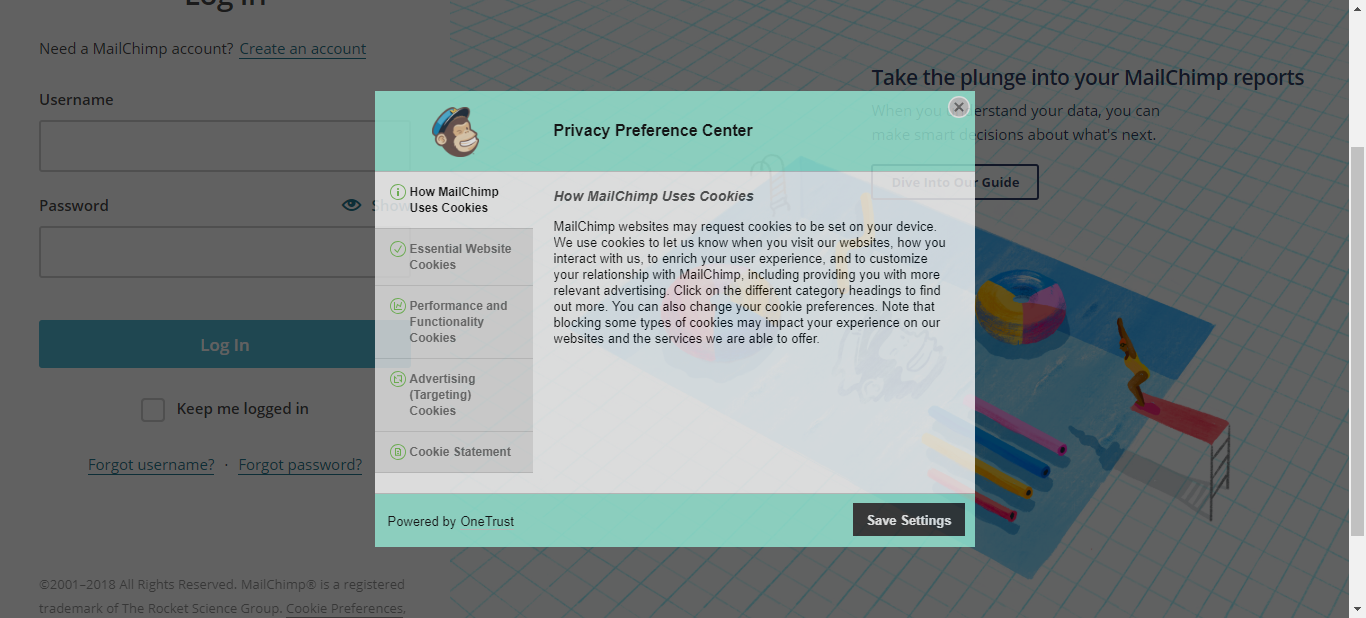 Log In
Need a MailChimp account? Create an account
Username
Password
Show
Log In
Keep me logged in
Forgot username? · Forgot password?
©2001–2018 All Rights Reserved. MailChimp® is a registered
trademark of The Rocket Science Group. Cookie Preferences,
Take the plunge into your MailChimp reports
When you understand your data, you can
make smart decisions about what's next.
Dive Into Our Guide
Privacy Preference Center
How MailChimp
Uses Cookies
Essential Website
Cookies
Performance and
Functionality
Cookies
Advertising
(Targeting)
Cookies
Cookie Statement
How MailChimp Uses Cookies
MailChimp websites may request cookies to be set on your device.
We use cookies to let us know when you visit our websites, how you
interact with us, to enrich your user experience, and to customize
your relationship with MailChimp, including providing you with more
relevant advertising. Click on the different category headings to find
out more. You can also change your cookie preferences. Note that
blocking some types of cookies may impact your experience on our
websites and the services we are able to offer.
Powered by OneTrust
Save Settings